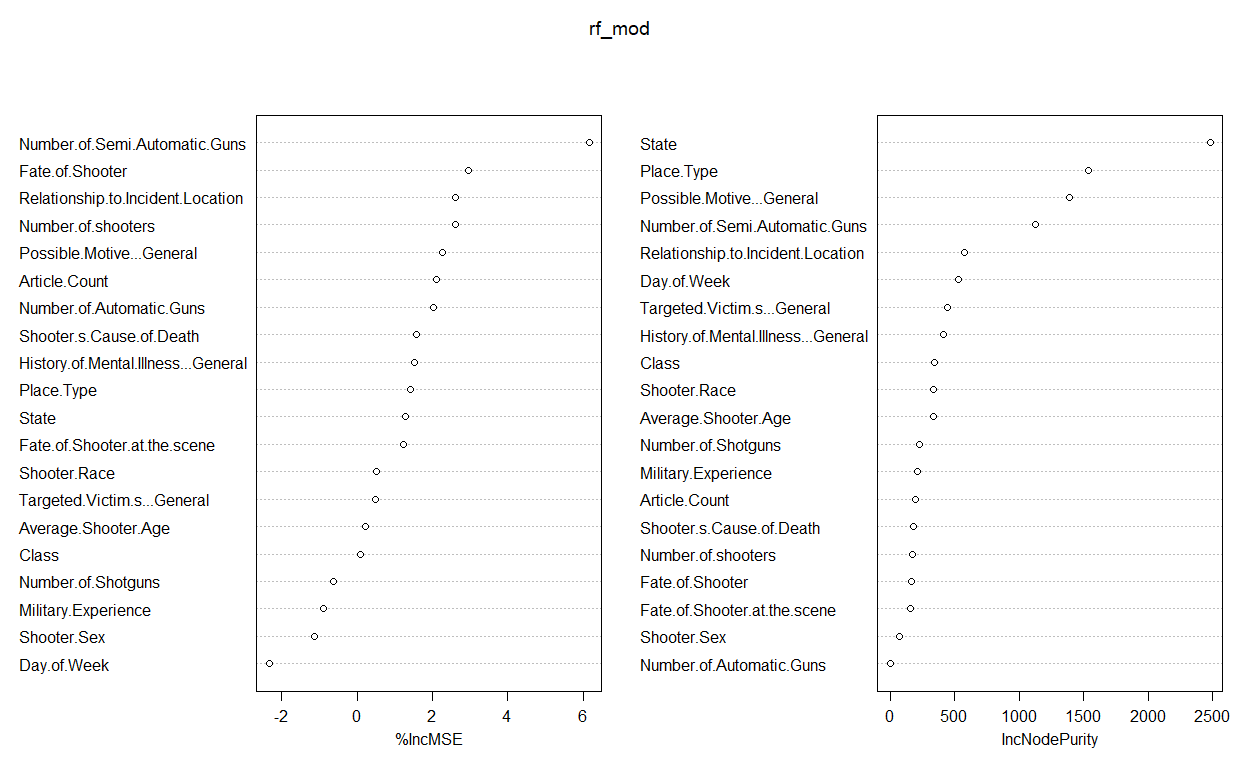 rf_mod
Number.of.Semi.Automatic.Guns
Fate.of.Shooter
Relationship.to.Incident.Location
Number.of.shooters
Possible.Motive...General
Article.Count
Number.of.Automatic.Guns
Shooter.s.Cause.of.Death
History.of.Mental.Illness...General
Place.Type
State
Fate.of.Shooter.at.the.scene
Shooter.Race
Targeted.Victim.s...General
Average.Shooter.Age
Class
Number.of.Shotguns
Military.Experience
Shooter.Sex
Day.of.Week
-2 0 2 4 6
%IncMSE
State
Place.Type
Possible.Motive...General
Number.of.Semi.Automatic.Guns
Relationship.to.Incident.Location
Day.of.Week
Targeted.Victim.s...General
History.of.Mental.Illness...General
Class
Shooter.Race
Average.Shooter.Age
Number.of.Shotguns
Military.Experience
Article.Count
Shooter.s.Cause.of.Death
Number.of.shooters
Fate.of.Shooter
Fate.of.Shooter.at.the.scene
Shooter.Sex
Number.of.Automatic.Guns
0 500 1000 1500 2000 2500
IncNodePurity